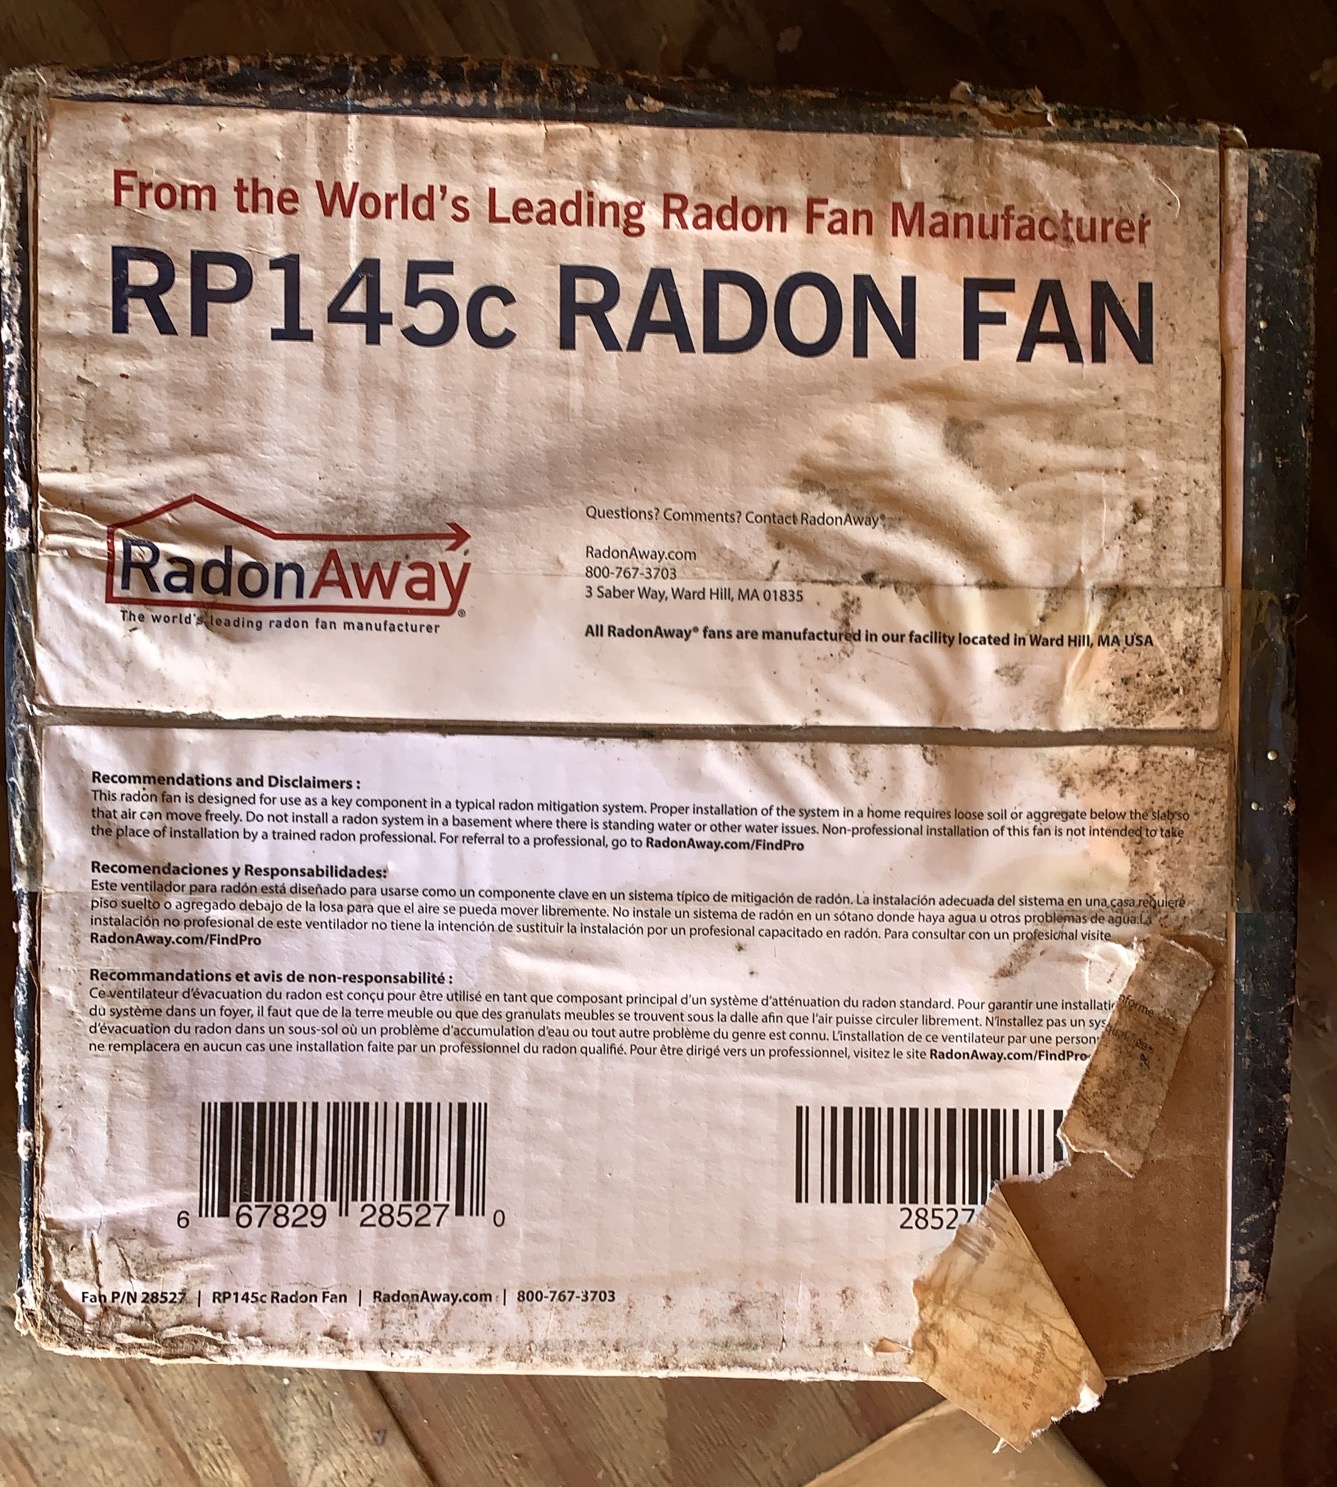 From the World's Leading Radon Fan Manufacturer
RP145c RADON FAN
RadonAway®
The world's leading radon fan manufacturer
Questions? Comments? Contact RadonAway®
RadonAway.com
800-767-3703
3 Saber Way, Ward Hill, MA 01835
All RadonAway® fans are manufactured in our facility located in Ward Hill, MA USA
Recommendations and Disclaimers :
This radon fan is designed for use as a key component in a typical radon mitigation system. Proper installation of the system in a home requires loose soil or aggregate below the slab so
that air can move freely. Do not install a radon system in a basement where there is standing water or other water issues. Non-professional installation of this fan is not intended to take
the place of installation by a trained radon professional. For referral to a professional, go to RadonAway.com/FindPro
Recomendaciones y Responsabilidades:
Este ventilador para radón está diseñado para usarse como un componente clave en un sistema típico de mitigación de radón. La instalación adecuada del sistema en una casa requiere
piso suelto o agregado debajo de la losa para que el aire se pueda mover libremente. No instale un sistema de radón en un sótano donde haya agua u otros problemas de agua. La
instalación no profesional de este ventilador no tiene la intención de sustituir la instalación por un profesional capacitado en radón. Para consultar con un profesional visite
RadonAway.com/FindPro
Recommandations et avis de non-responsabilité :
Ce ventilateur d'évacuation du radon est conçu pour être utilisé en tant que composant principal d'un système d'atténuation du radon standard. Pour garantir une installati
du système dans un foyer, il faut que de la terre meuble ou que des granulats meubles se trouvent sous la dalle afin que l'air puisse circuler librement. N'installez pas un sys
d'évacuation du radon dans un sous-sol où un problème d'accumulation d'eau ou tout autre problème du genre est connu. L'installation de ce ventilateur par une person
ne remplacera en aucun cas une installation faite par un professionnel du radon qualifié. Pour être dirigé vers un professionnel, visitez le site RadonAway.com/FindPro
6 67829 28527 0
28527
Fan P/N 28527 | RP145c Radon Fan | RadonAway.com | 800-767-3703